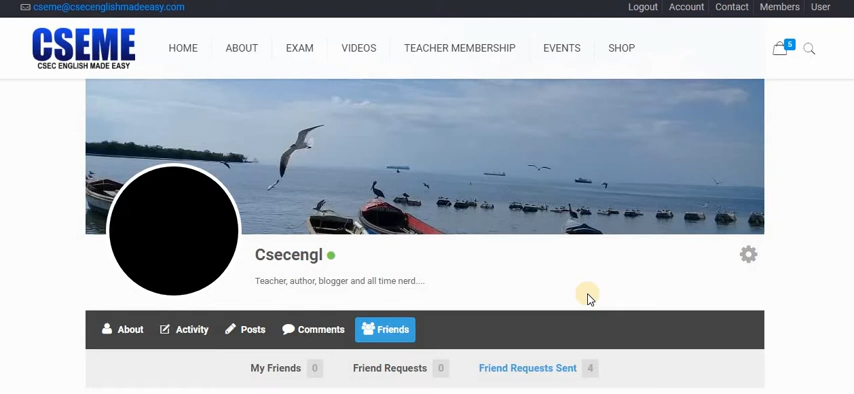 cseme@csecenglishmadeeasy.com Logout Account Contact Members User
CSEME
CSEC ENGLISH MADE EASY
HOME ABOUT EXAM VIDEOS TEACHER MEMBERSHIP EVENTS SHOP 5
Csecengl
Teacher, author, blogger and all time nerd....
About Activity Posts Comments Friends
My Friends 0 Friend Requests 0 Friend Requests Sent 4